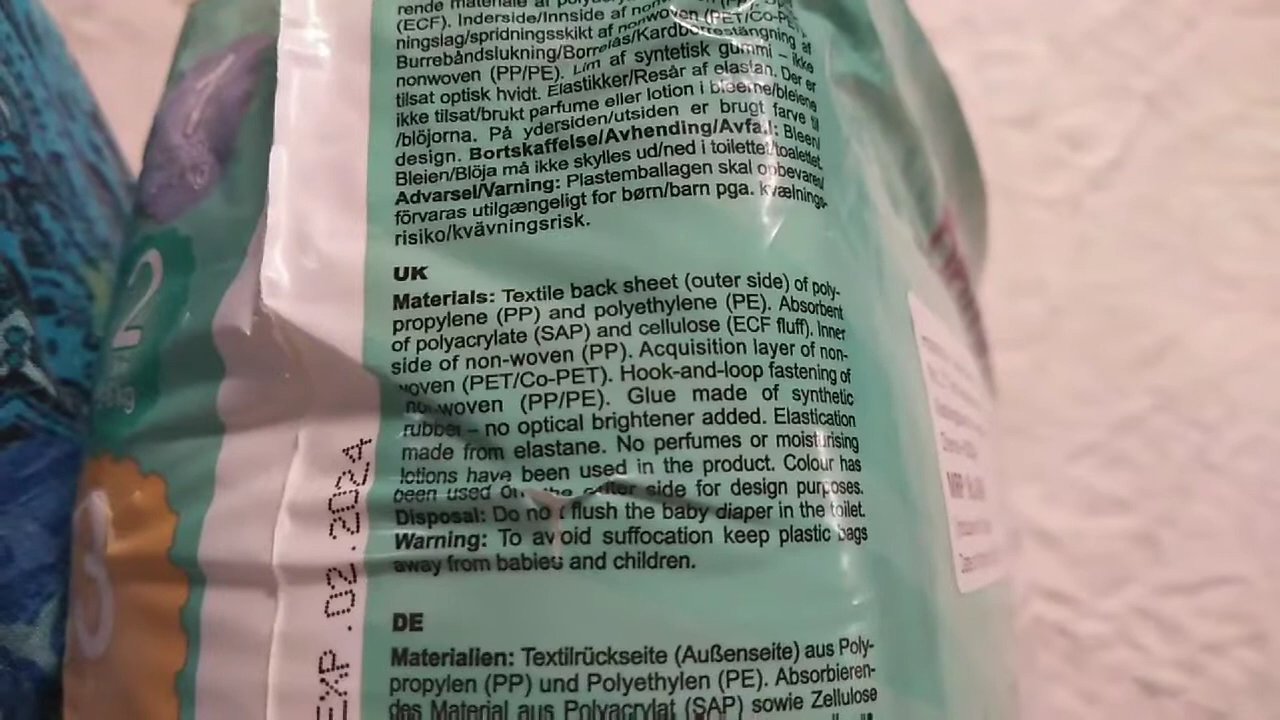 rende materiale af
(ECF). Inderside/Innside af nonwoven (PET/Co-P
ningslag/spridningsskikt af nonwoven
Burrebåndslukning/Borrelås/Kardborrestängning af
nonwoven (PP/PE). Lim af syntetisk gummi – ikke
tilsat optisk hvidt. Elastikker/Resår af elastan. Der er
ikke tilsat/brukt parfume eller lotion i bleerne/bleiene
/blöjorna. På ydersiden/utsiden er brugt farve til
design. Bortskaffelse/Avhending/Avfall: Bleen/
Bleien/Blöja må ikke skylles ud/ned i toilettet/toalettet.
Advarsel/Varning: Plastemballagen skal opbevares/
förvaras utilgængeligt for børn/barn pga. kvælnings-
risiko/kvävningsrisk.
UK
Materials: Textile back sheet (outer side) of poly-
propylene (PP) and polyethylene (PE). Absorbent
of polyacrylate (SAP) and cellulose (ECF fluff). Inner
side of non-woven (PP). Acquisition layer of non-
woven (PET/Co-PET). Hook-and-loop fastening of
non-woven (PP/PE). Glue made of synthetic
rubber – no optical brightener added. Elastication
made from elastane. No perfumes or moisturising
lotions have been used in the product. Colour has
been used on the outer side for design purposes.
Disposal: Do not flush the baby diaper in the toilet.
Warning: To avoid suffocation keep plastic bags
away from babies and children.
DE
Materialien: Textilrückseite (Außenseite) aus Poly-
propylen (PP) und Polyethylen (PE). Absorbieren-
des Material aus Polyacrylat (SAP) sowie Zellulose
EXP .02.2024
2
3